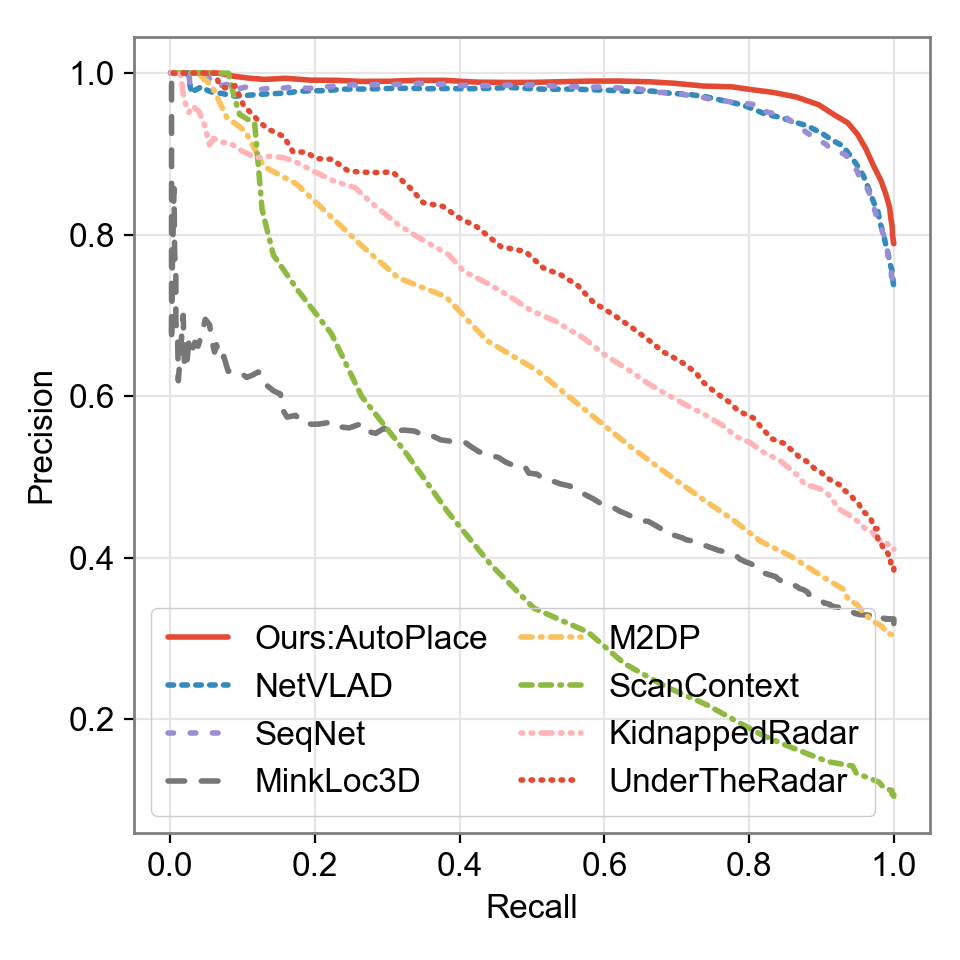 1.0
0.8
0.6
0.4
0.2
Precision
Ours:AutoPlace
NetVLAD
SeqNet
MinkLoc3D
M2DP
ScanContext
KidnappedRadar
UnderTheRadar
0.0 0.2 0.4 0.6 0.8 1.0
Recall